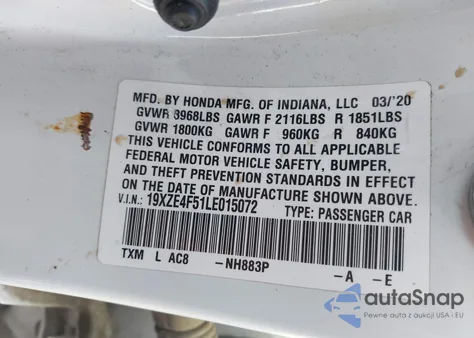 MFD. BY HONDA MFG. OF INDIANA, LLC 03/'20
GVWR 3968LBS GAWR F 2116LBS R 1851LBS
GVWR 1800KG GAWR F 960KG R 840KG
THIS VEHICLE CONFORMS TO ALL APPLICABLE
FEDERAL MOTOR VEHICLE SAFETY, BUMPER,
AND THEFT PREVENTION STANDARDS IN EFFECT
ON THE DATE OF MANUFACTURE SHOWN ABOVE.
V.I.N.: 19XZE4F51LE015072 TYPE: PASSENGER CAR
TXM L AC8 -NH883P -A -E
autoSnap
Pewne auto z USA i EU